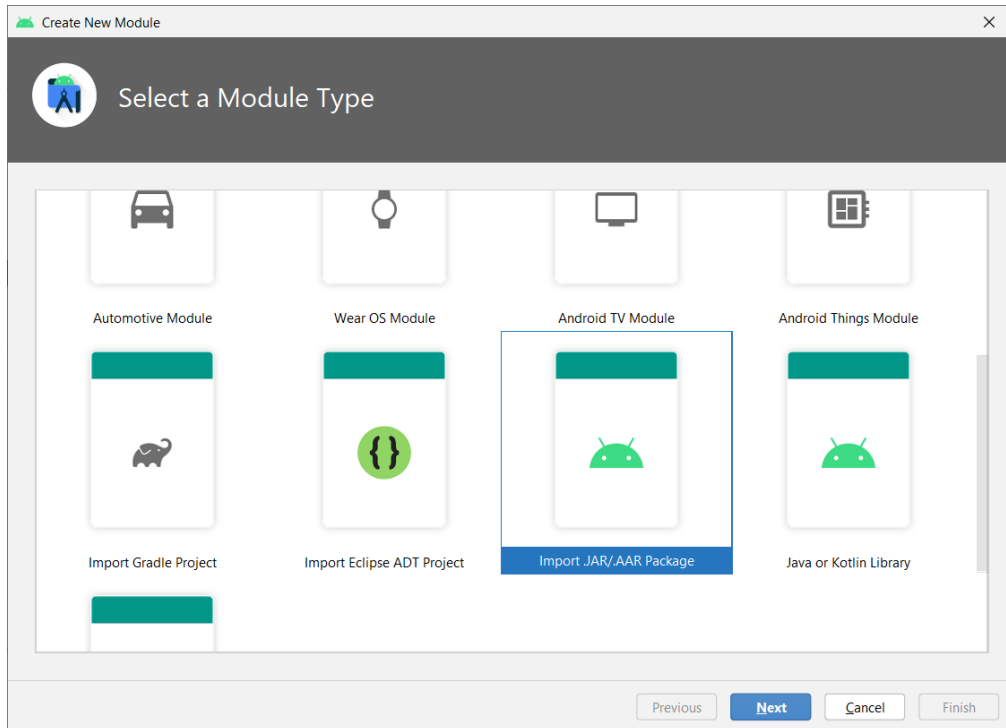 Create New Module
Select a Module Type
Automotive Module
Wear OS Module
Android TV Module
Android Things Module
Import Gradle Project
Import Eclipse ADT Project
Import .JAR/.AAR Package
Java or Kotlin Library
Previous
Next
Cancel
Finish